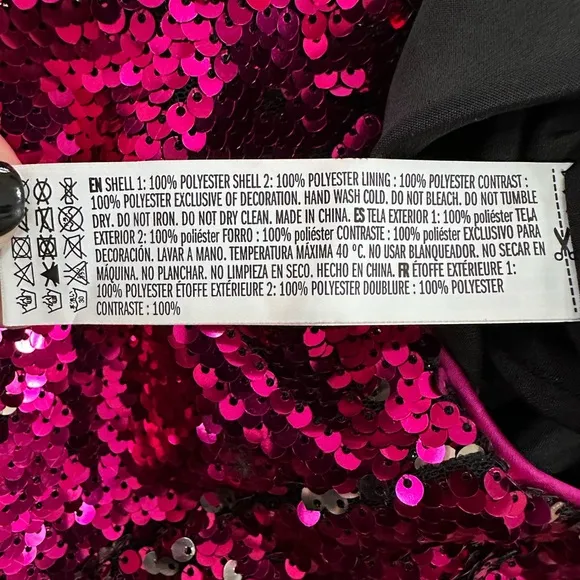 EN SHELL 1: 100% POLYESTER SHELL 2: 100% POLYESTER LINING : 100% POLYESTER CONTRAST :
100% POLYESTER EXCLUSIVE OF DECORATION. HAND WASH COLD. DO NOT BLEACH. DO NOT TUMBLE
DRY. DO NOT IRON. DO NOT DRY CLEAN. MADE IN CHINA. ES TELA EXTERIOR 1: 100% poliéster TELA
EXTERIOR 2: 100% poliéster FORRO : 100% poliéster CONTRASTE : 100% poliéster EXCLUSIVO PARA
DECORACIÓN. LAVAR A MANO. TEMPERATURA MÁXIMA 40 ºC. NO USAR BLANQUEADOR. NO SECAR EN
MÁQUINA. NO PLANCHAR. NO LIMPIEZA EN SECO. HECHO EN CHINA. FR ÉTOFFE EXTÉRIEURE 1:
100% POLYESTER ÉTOFFE EXTÉRIEURE 2: 100% POLYESTER DOUBLURE : 100% POLYESTER
CONTRASTE : 100%